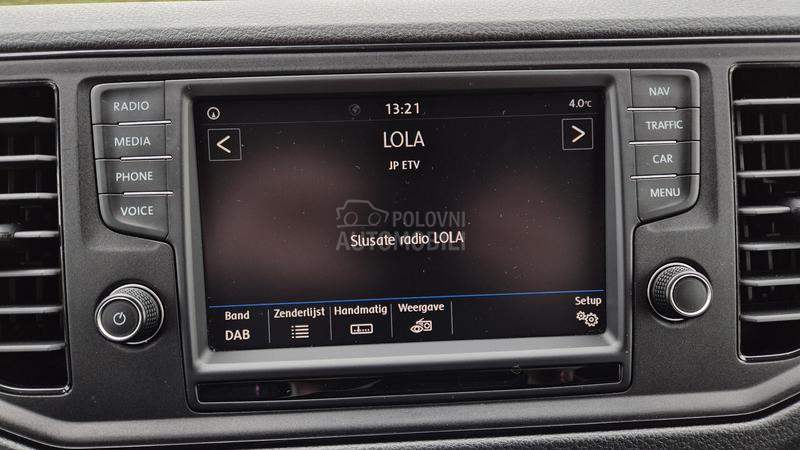 RADIO
MEDIA
PHONE
VOICE
13:21
4.0°C
<
LOLA
>
JP ETV
POLOVNI
AUTOMOBILI
Slusate radio LOLA
Band
DAB
Zenderlijst
Handmatig
Weergave
Setup
NAV
TRAFFIC
CAR
MENU